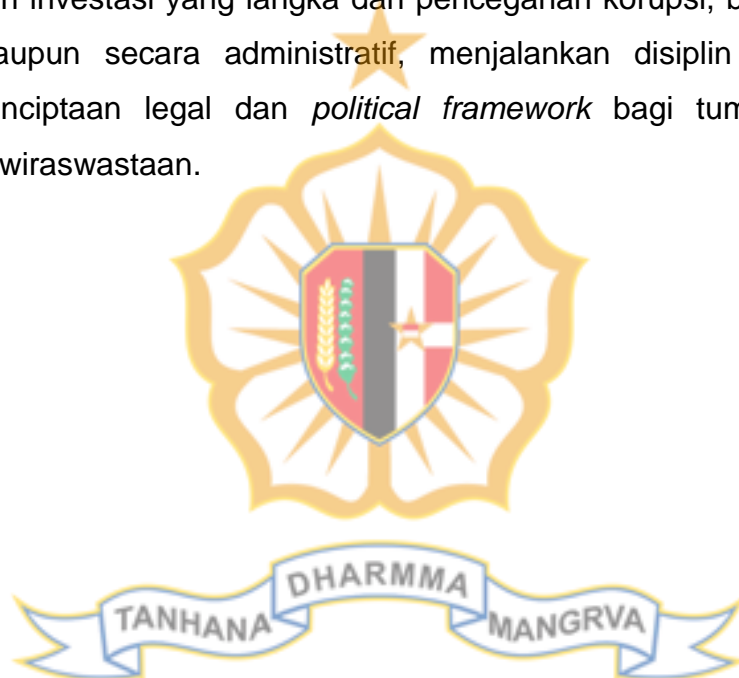 n investasi yang langka dan pencegahan korupsi, b
aupun secara administratif, menjalankan disiplin
nciptaan legal dan political framework bagi tum
wiraswastaan.
TANHANA DHARMMA MANGRVA